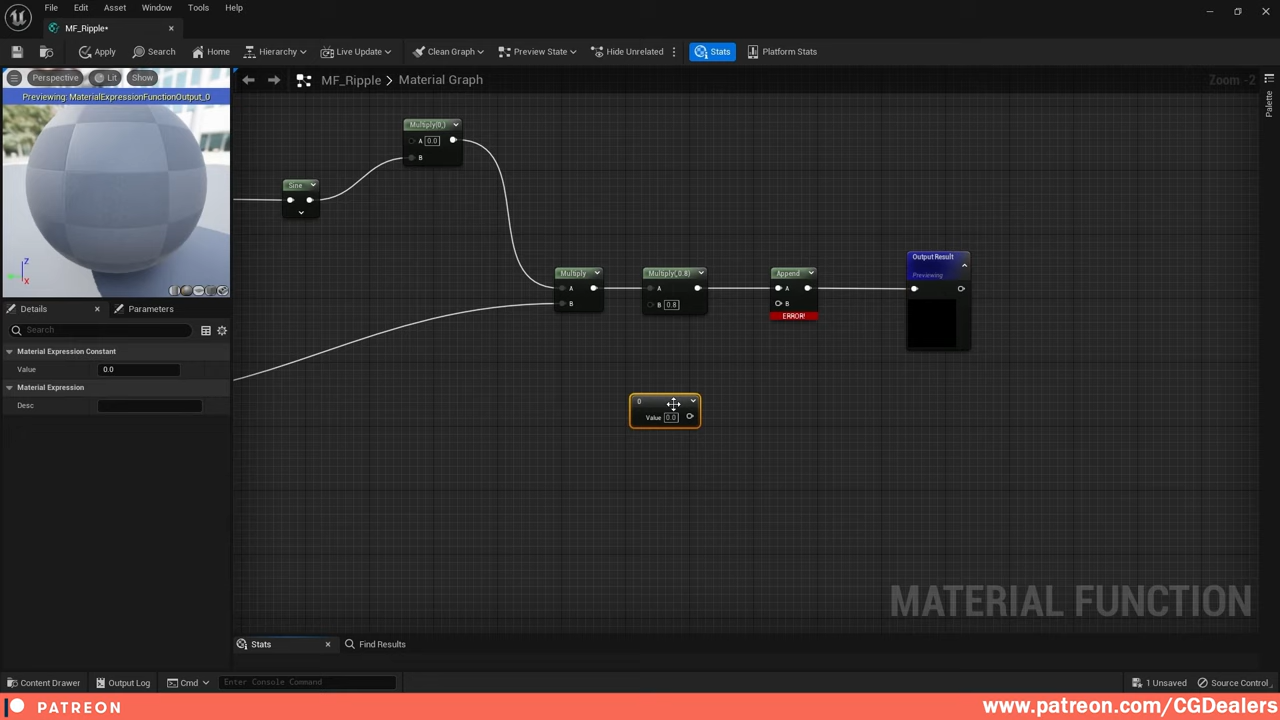 File Edit Asset Window Tools Help
MF_Ripple•
Apply Search Home Hierarchy Live Update Clean Graph Preview State Hide Unrelated Stats Platform Stats
Perspective Lit Show
MF_Ripple Material Graph
Zoom -2
Palette
Previewing: MaterialExpressionFunctionOutput_0
Z
X
Details
Parameters
Search
Material Expression Constant
Value 0.0
Material Expression
Desc
Multiply(0,)
A 0.0
B
Sine
Multiply
A
B
Multiply(,0.8)
A
B 0.8
Append
A
B
ERROR!
Output Result
Previewing
0
Value 0.0
MATERIAL FUNCTION
Stats
Find Results
Content Drawer Output Log Cmd Enter Console Command 1 Unsaved Source Control
PATREON www.patreon.com/CGDealers